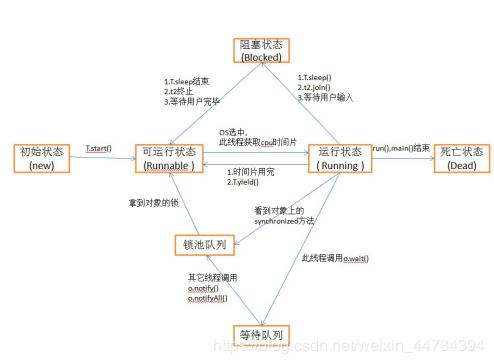 阻塞状态
(Blocked)
1.T.sleep结束
2.t2终止
3.等待用户完毕
1.T.sleep()
2.t2.join()
3.等待用户输入
初始状态
(new)
T.start()
可运行状态
(Runnable )
OS选中,
此线程获取cpu时间片
1.时间片用完
2.T.yield()
运行状态
( Running )
run(),main()结束
死亡状态
(Dead)
拿到对象的锁
看到对象上的
synchronized方法
锁池队列
此线程调用o.wait()
其它线程调用
o.notify()
o.notifyAll()
等待队列
https://blog.csdn.net/weixin_44734394